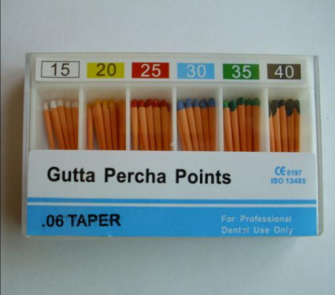 15 20 25 30 35 40
Gutta Percha Points
CE 0197
ISO 13485
.06 TAPER
For Professional
Dental Use Only